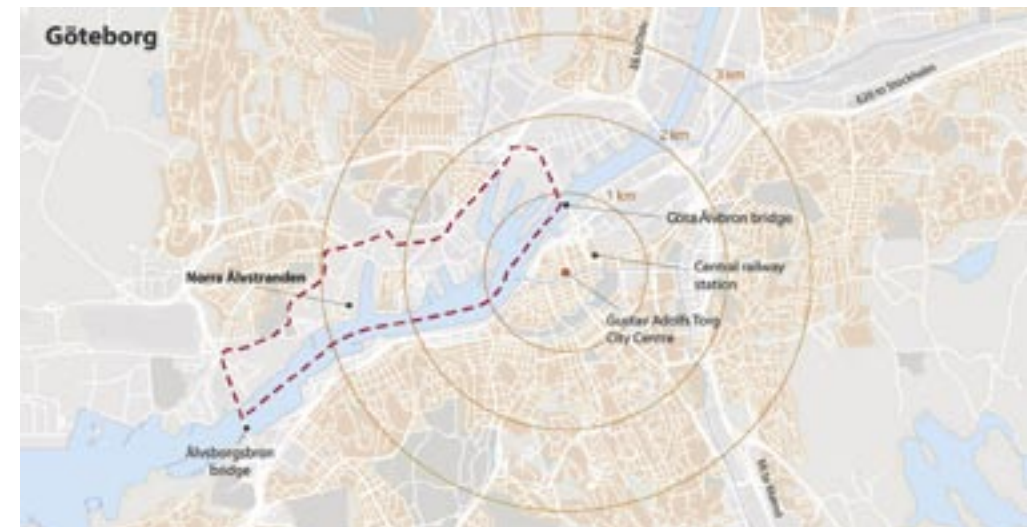 Göteborg
3 km
E20 to Stockholm
2 km
1 km
Göta Älvbron bridge
Central railway
station
Norra Älvstranden
Gustav Adolfs Torg
City Centre
Älvsborgsbron
bridge